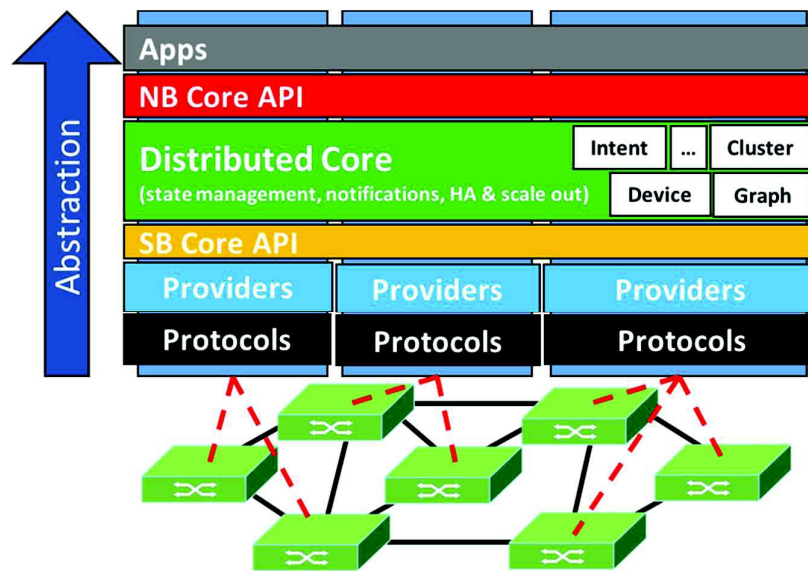 Abstraction
Apps
NB Core API
Distributed Core
(state management, notifications, HA & scale out)
Intent
...
Cluster
Device
Graph
SB Core API
Providers
Providers
Providers
Protocols
Protocols
Protocols